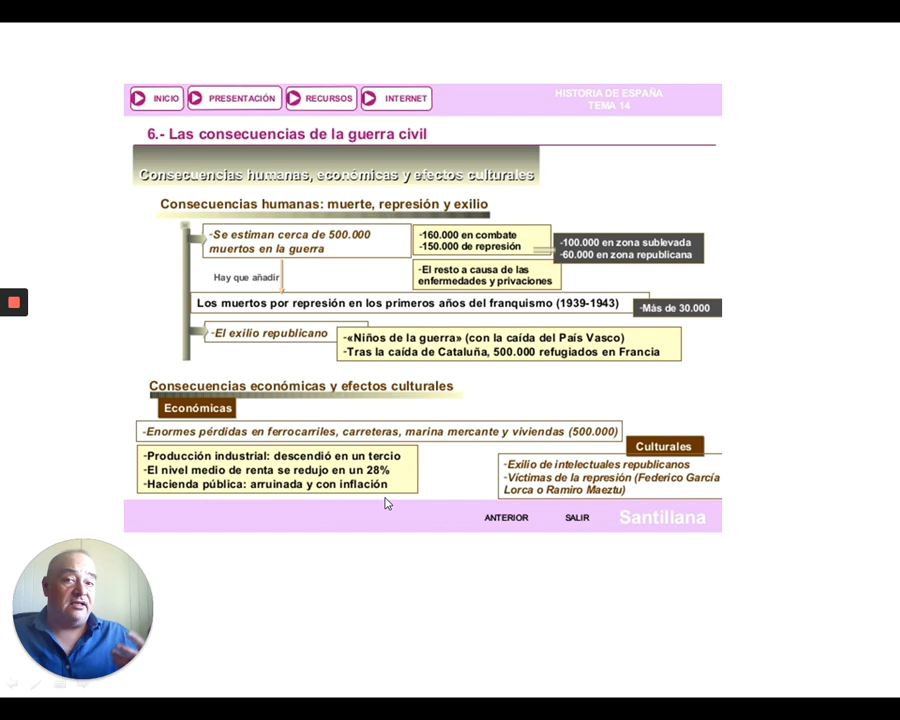 INICIO PRESENTACIÓN RECURSOS INTERNET
HISTORIA DE ESPAÑA
TEMA 14
6.- Las consecuencias de la guerra civil
Consecuencias humanas, económicas y efectos culturales
Consecuencias humanas: muerte, represión y exilio
-Se estiman cerca de 500.000
muertos en la guerra
-160.000 en combate
-150.000 de represión
-100.000 en zona sublevada
-60.000 en zona republicana
Hay que añadir
-El resto a causa de las
enfermedades y privaciones
Los muertos por represión en los primeros años del franquismo (1939-1943)
-Más de 30.000
-El exilio republicano
-«Niños de la guerra» (con la caída del País Vasco)
-Tras la caída de Cataluña, 500.000 refugiados en Francia
Consecuencias económicas y efectos culturales
Económicas
-Enormes pérdidas en ferrocarriles, carreteras, marina mercante y viviendas (500.000)
Culturales
-Producción industrial: descendió en un tercio
-El nivel medio de renta se redujo en un 28%
-Hacienda pública: arruinada y con inflación
-Exilio de intelectuales republicanos
-Víctimas de la represión (Federico García
Lorca o Ramiro Maeztu)
ANTERIOR SALIR Santillana